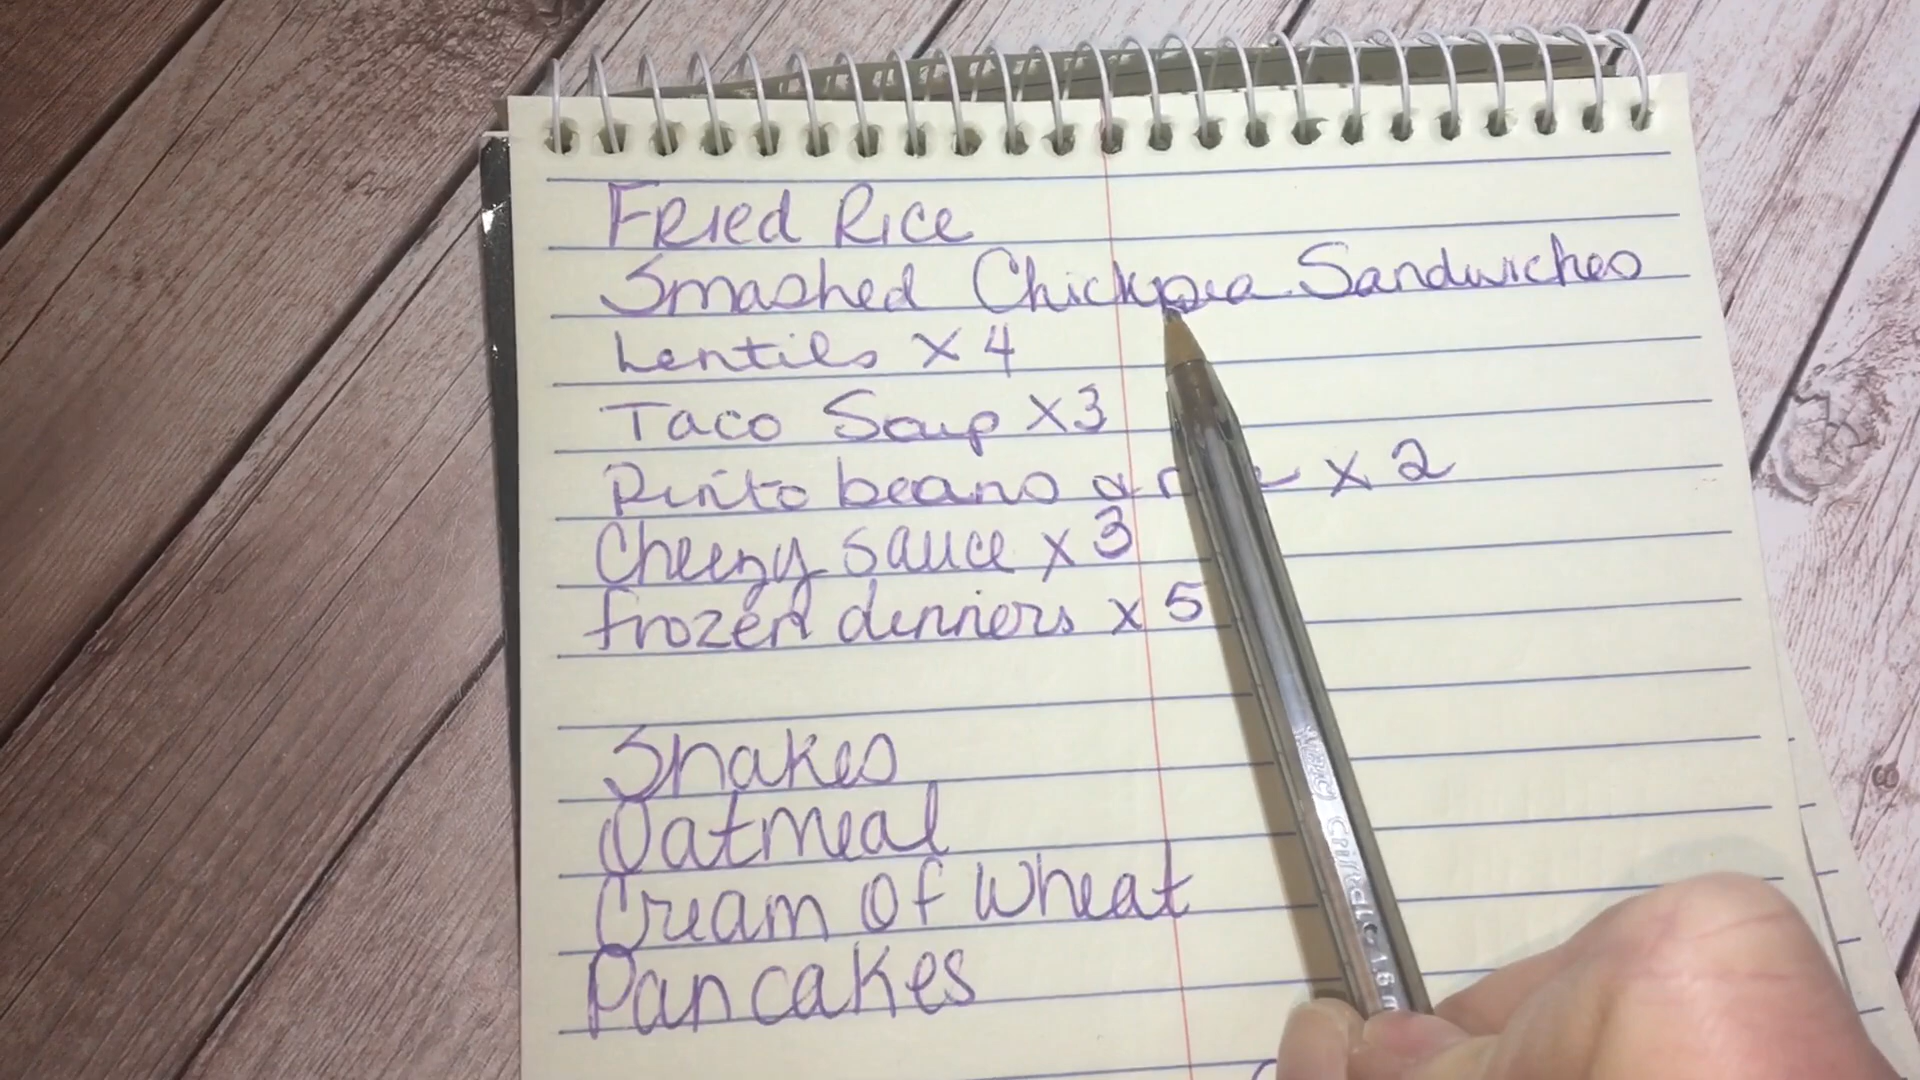 Fried Rice
Smashed Chickpea Sandwiches
Lentils x 4
Taco Soup x3
Pinto beans x 2
Cheezy sauce x 3
frozen dinners x 5
Shakes
Oatmeal
Cream Of Wheat
Pancakes